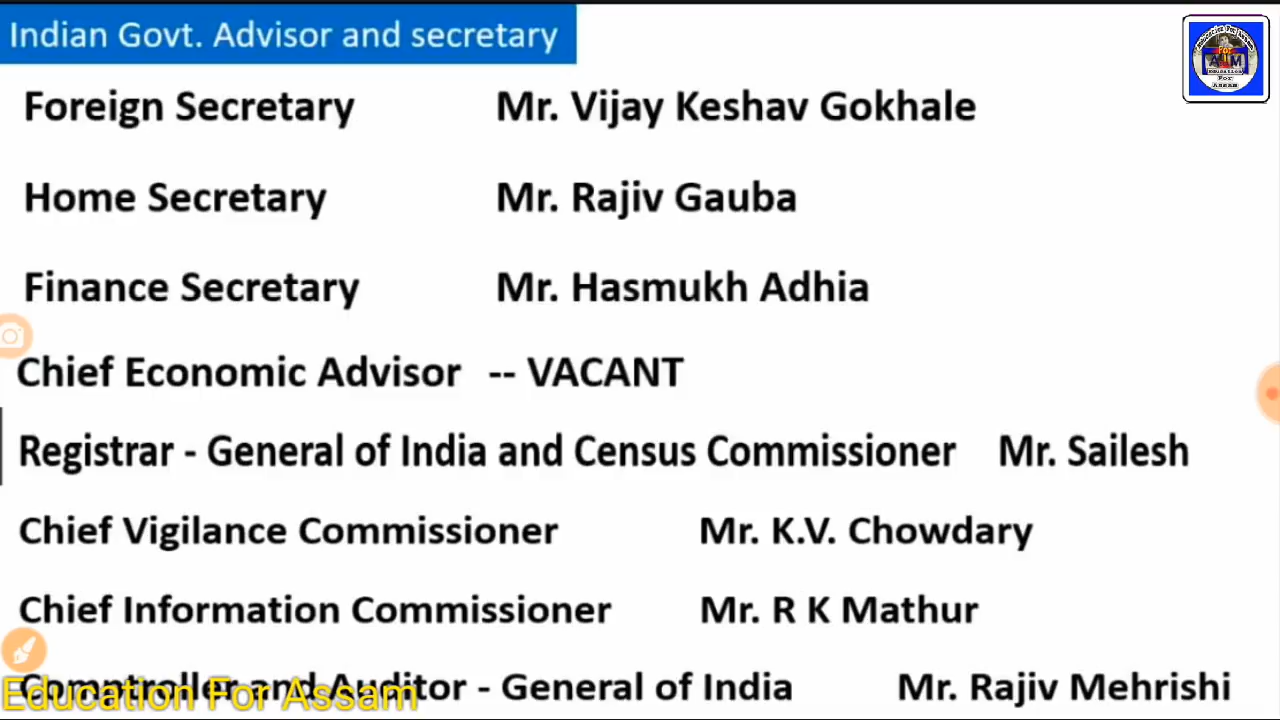 Indian Govt. Advisor and secretary
Foreign Secretary Mr. Vijay Keshav Gokhale
Home Secretary Mr. Rajiv Gauba
Finance Secretary Mr. Hasmukh Adhia
Chief Economic Advisor -- VACANT
Registrar - General of India and Census Commissioner Mr. Sailesh
Chief Vigilance Commissioner Mr. K.V. Chowdary
Chief Information Commissioner Mr. R K Mathur
Comptroller and Auditor - General of India Mr. Rajiv Mehrishi
Education For Assam